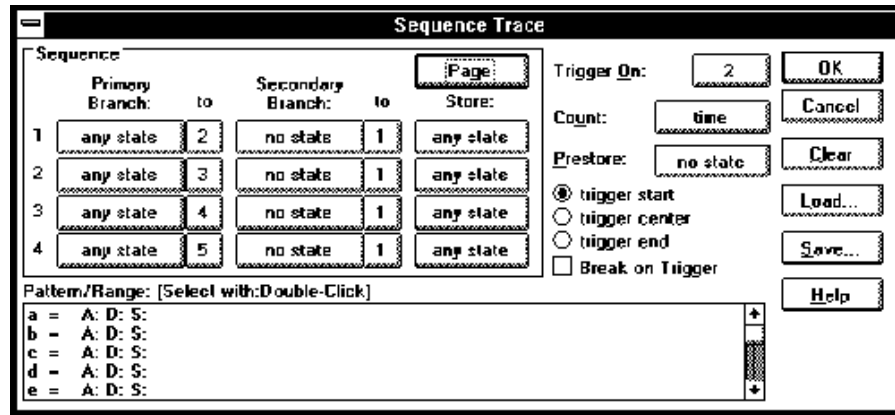 Sequence Trace
Sequence
Page
Primary Branch: to Secondary Branch: to Store:
1 any state 2 no state 1 any state
2 any state 3 no state 1 any state
3 any state 4 no state 1 any state
4 any state 5 no state 1 any state
Trigger On: 2
Count: time
Prestore: no state
trigger start
trigger center
trigger end
Break on Trigger
OK
Cancel
Clear
Load...
Save...
Help
Pattern/Range: [Select with:Double-Click]
a = A: D: S:
b = A: D: S:
c = A: D: S:
d = A: D: S:
e = A: D: S: